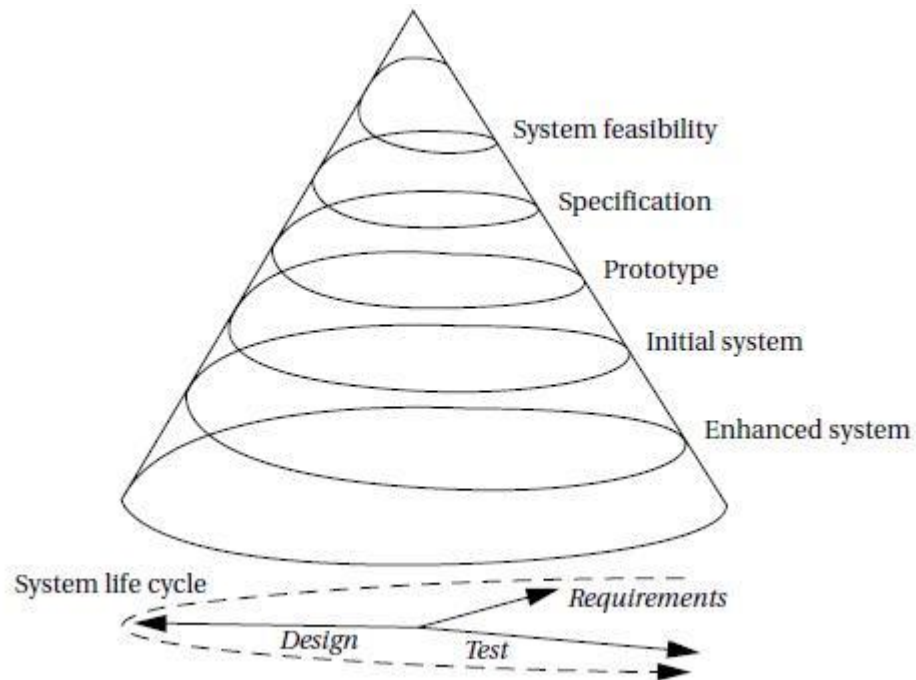 System feasibility
Specification
Prototype
Initial system
Enhanced system
System life cycle
Requirements
Design
Test